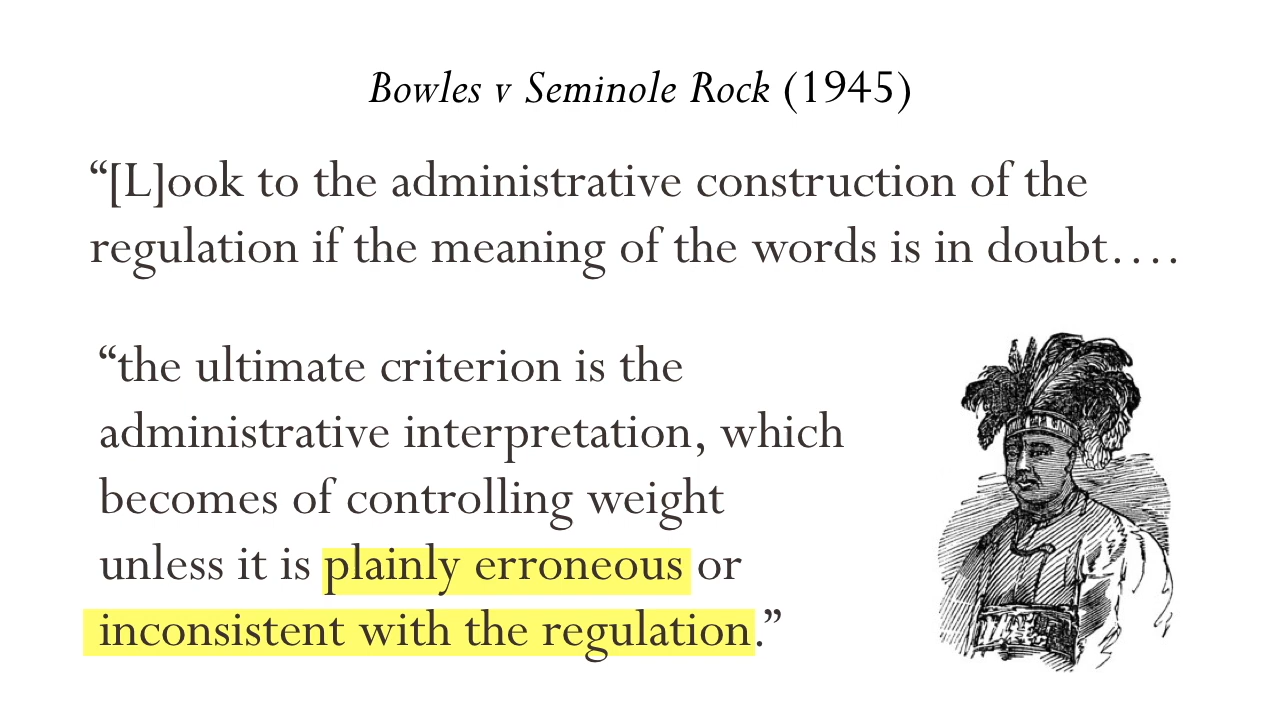 Bowles v Seminole Rock (1945)
“[L]ook to the administrative construction of the
regulation if the meaning of the words is in doubt….
“the ultimate criterion is the
administrative interpretation, which
becomes of controlling weight
unless it is plainly erroneous or
inconsistent with the regulation.”